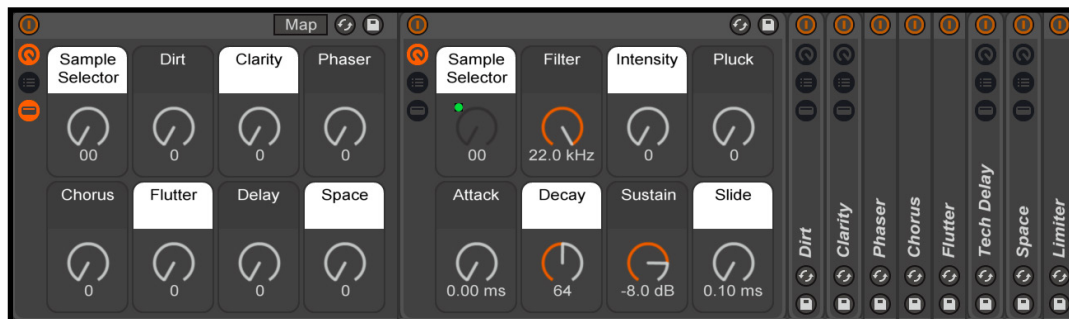 Map
Sample
Selector
Dirt
Clarity
Phaser
00
0
0
0
Chorus
Flutter
Delay
Space
0
0
0
0
Sample
Selector
Filter
Intensity
Pluck
00
22.0 kHz
0
0
Attack
Decay
Sustain
Slide
0.00 ms
64
-8.0 dB
0.10 ms
Dirt
Clarity
Phaser
Chorus
Flutter
Tech Delay
Space
Limiter